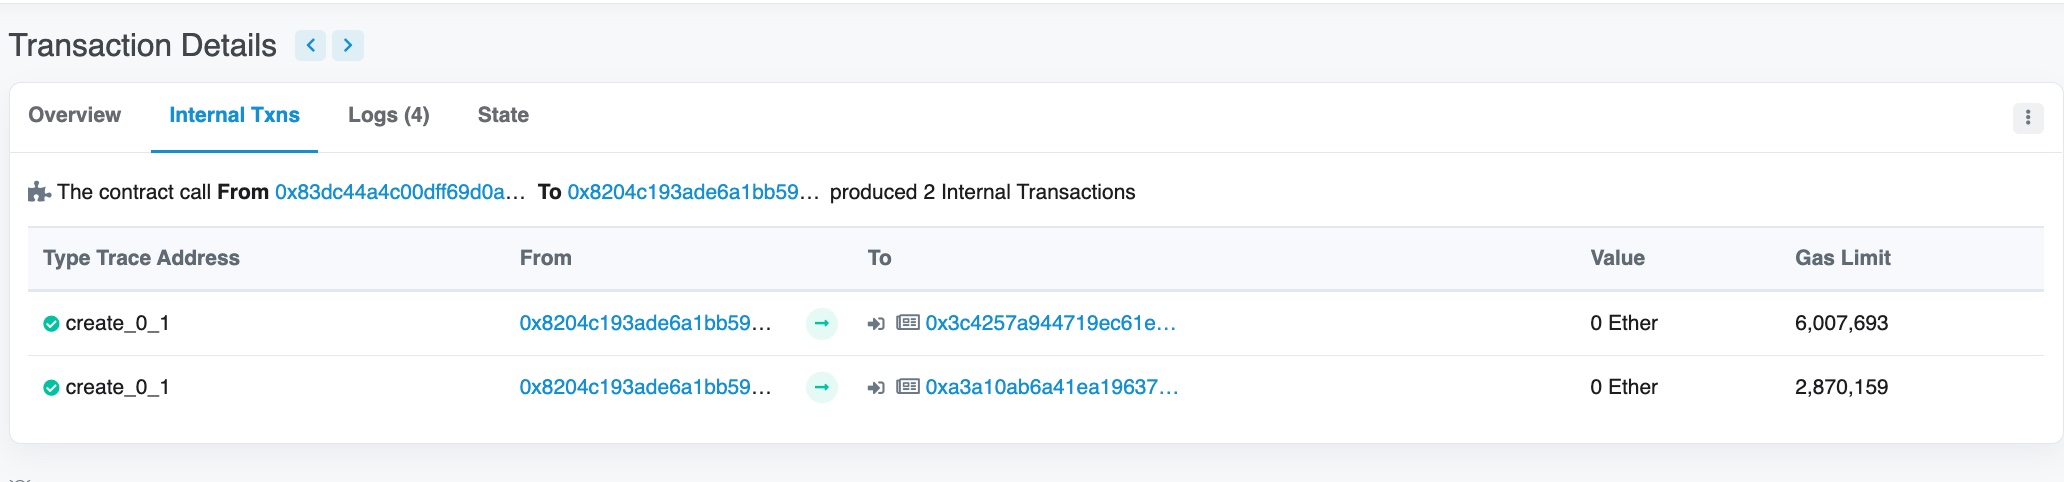 Transaction Details
Overview Internal Txns Logs (4) State
The contract call From 0x83dc44a4c00dff69d0a... To 0x8204c193ade6a1bb59... produced 2 Internal Transactions
Type Trace Address From To Value Gas Limit
create_0_1 0x8204c193ade6a1bb59... 0x3c4257a944719ec61e... 0 Ether 6,007,693
create_0_1 0x8204c193ade6a1bb59... 0xa3a10ab6a41ea19637... 0 Ether 2,870,159